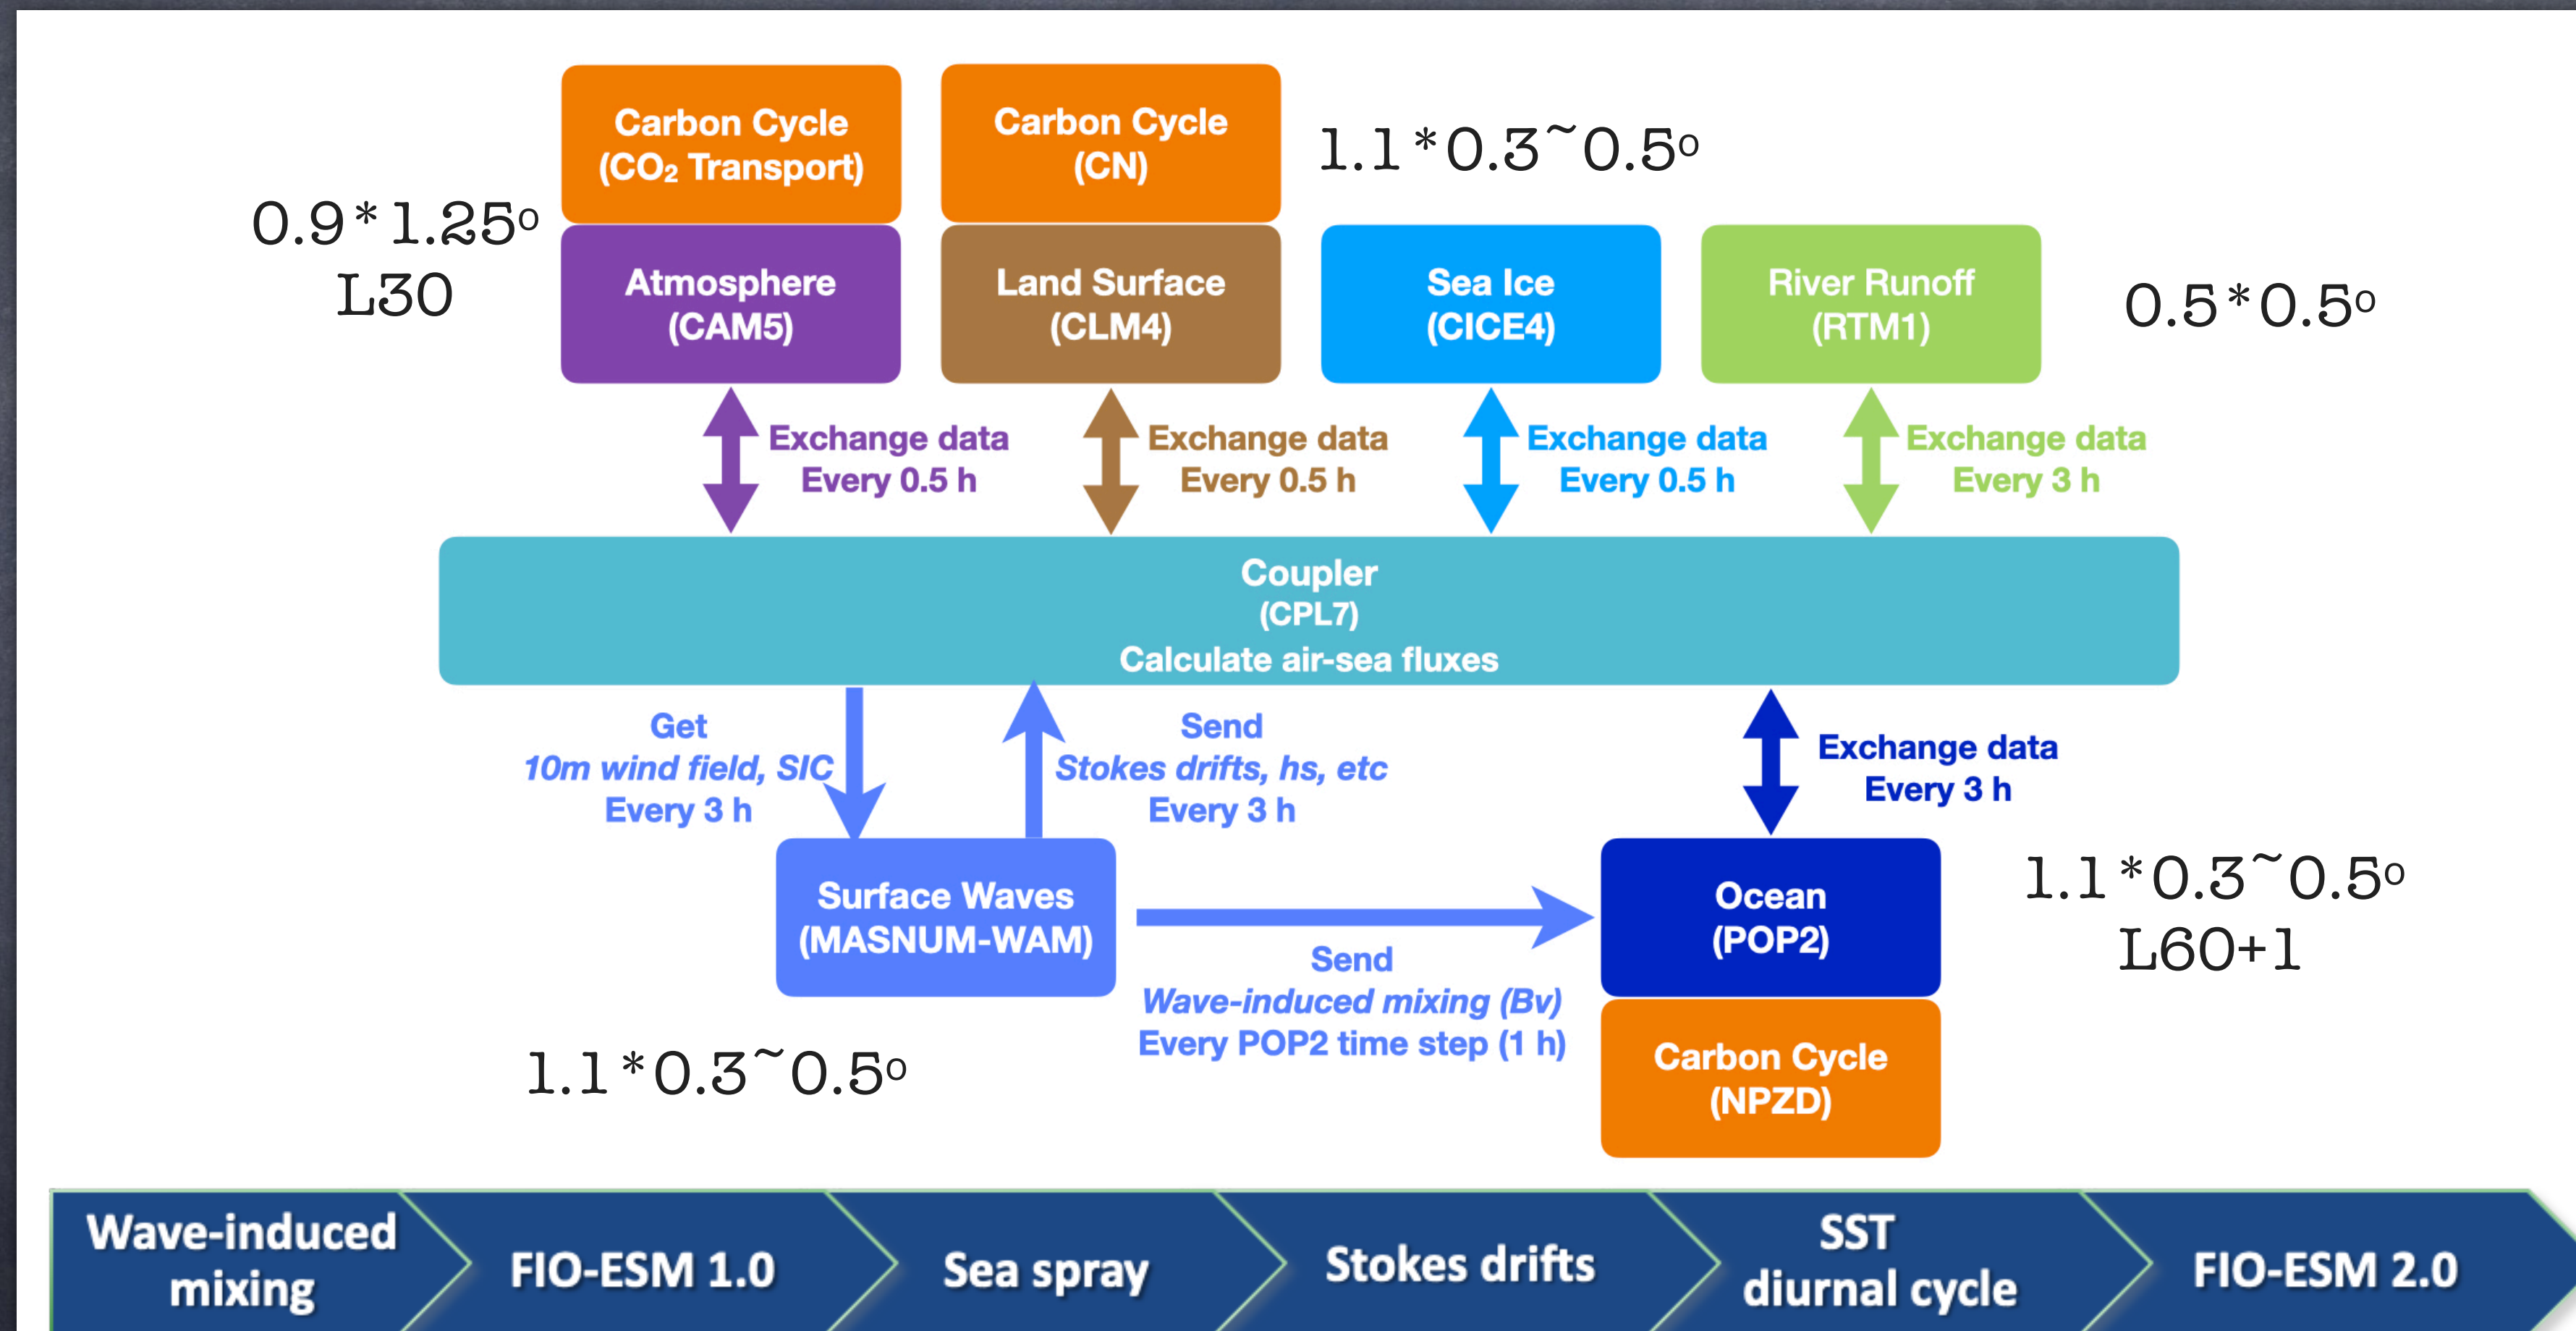 Carbon Cycle
(CO₂ Transport)
Carbon Cycle
(CN)
1.1*0.3~0.5º
0.9*1.25º
L30
Atmosphere
(CAM5)
Land Surface
(CLM4)
Sea Ice
(CICE4)
River Runoff
(RTM1)
0.5*0.5º
Exchange data
Every 0.5 h
Exchange data
Every 0.5 h
Exchange data
Every 0.5 h
Exchange data
Every 3 h
Coupler
(CPL7)
Calculate air-sea fluxes
Get
10m wind field, SIC
Every 3 h
Send
Stokes drifts, hs, etc
Every 3 h
Exchange data
Every 3 h
Surface Waves
(MASNUM-WAM)
Send
Wave-induced mixing (Bv)
Every POP2 time step (1 h)
Ocean
(POP2)
1.1*0.3~0.5º
L60+1
Carbon Cycle
(NPZD)
1.1*0.3~0.5º
Wave-induced
mixing
FIO-ESM 1.0
Sea spray
Stokes drifts
SST
diurnal cycle
FIO-ESM 2.0